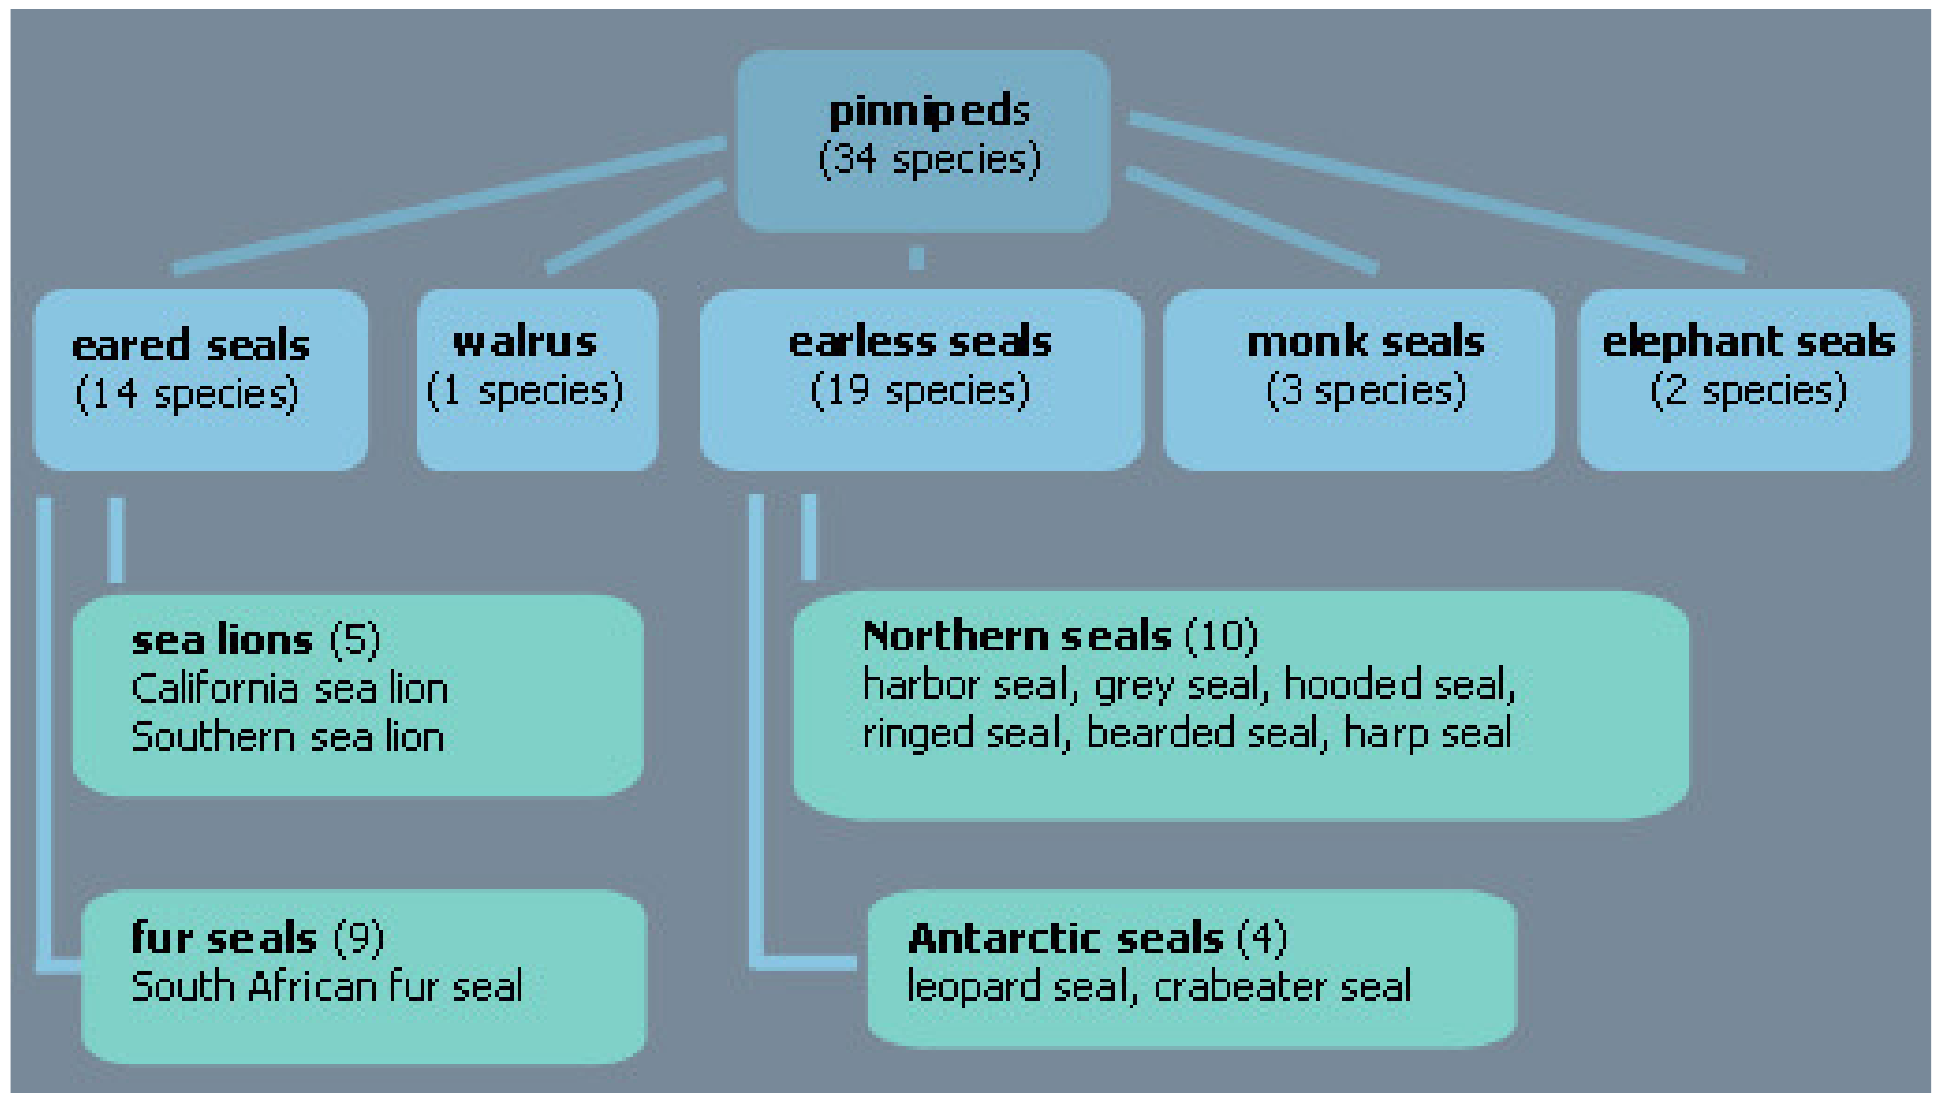 pinnipeds
(34 species)
eared seals
(14 species)
walrus
(1 species)
earless seals
(19 species)
monk seals
(3 species)
elephant seals
(2 species)
sea lions (5)
California sea lion
Southern sea lion
Northern seals (10)
harbor seal, grey seal, hooded seal,
ringed seal, bearded seal, harp seal
fur seals (9)
South African fur seal
Antarctic seals (4)
leopard seal, crabeater seal